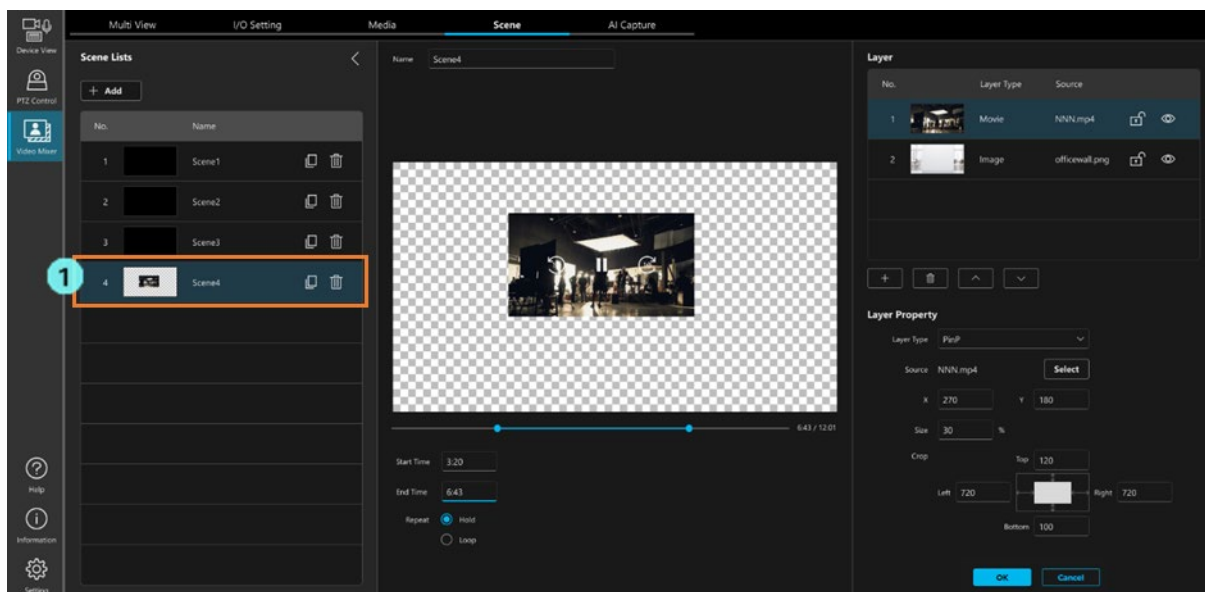 Multi View I/O Setting Media Scene AI Capture
Device View
PTZ Control
Video Mixer
Help
Information
Setting
Scene Lists
+ Add
No. Name
1 Scene1
2 Scene2
3 Scene3
1
4 Scene4
Name Scene4
6:43 / 12:01
Start Time 3:20
End Time 6:43
Repeat Hold
Loop
Layer
No. Layer Type Source
1 Movie NNN.mp4
2 Image officewall.png
Layer Property
Layer Type PinP
Source NNN.mp4 Select
X 270 Y 180
Size 30 %
Crop Top 120
Left 720 Right 720
Bottom 100
OK Cancel